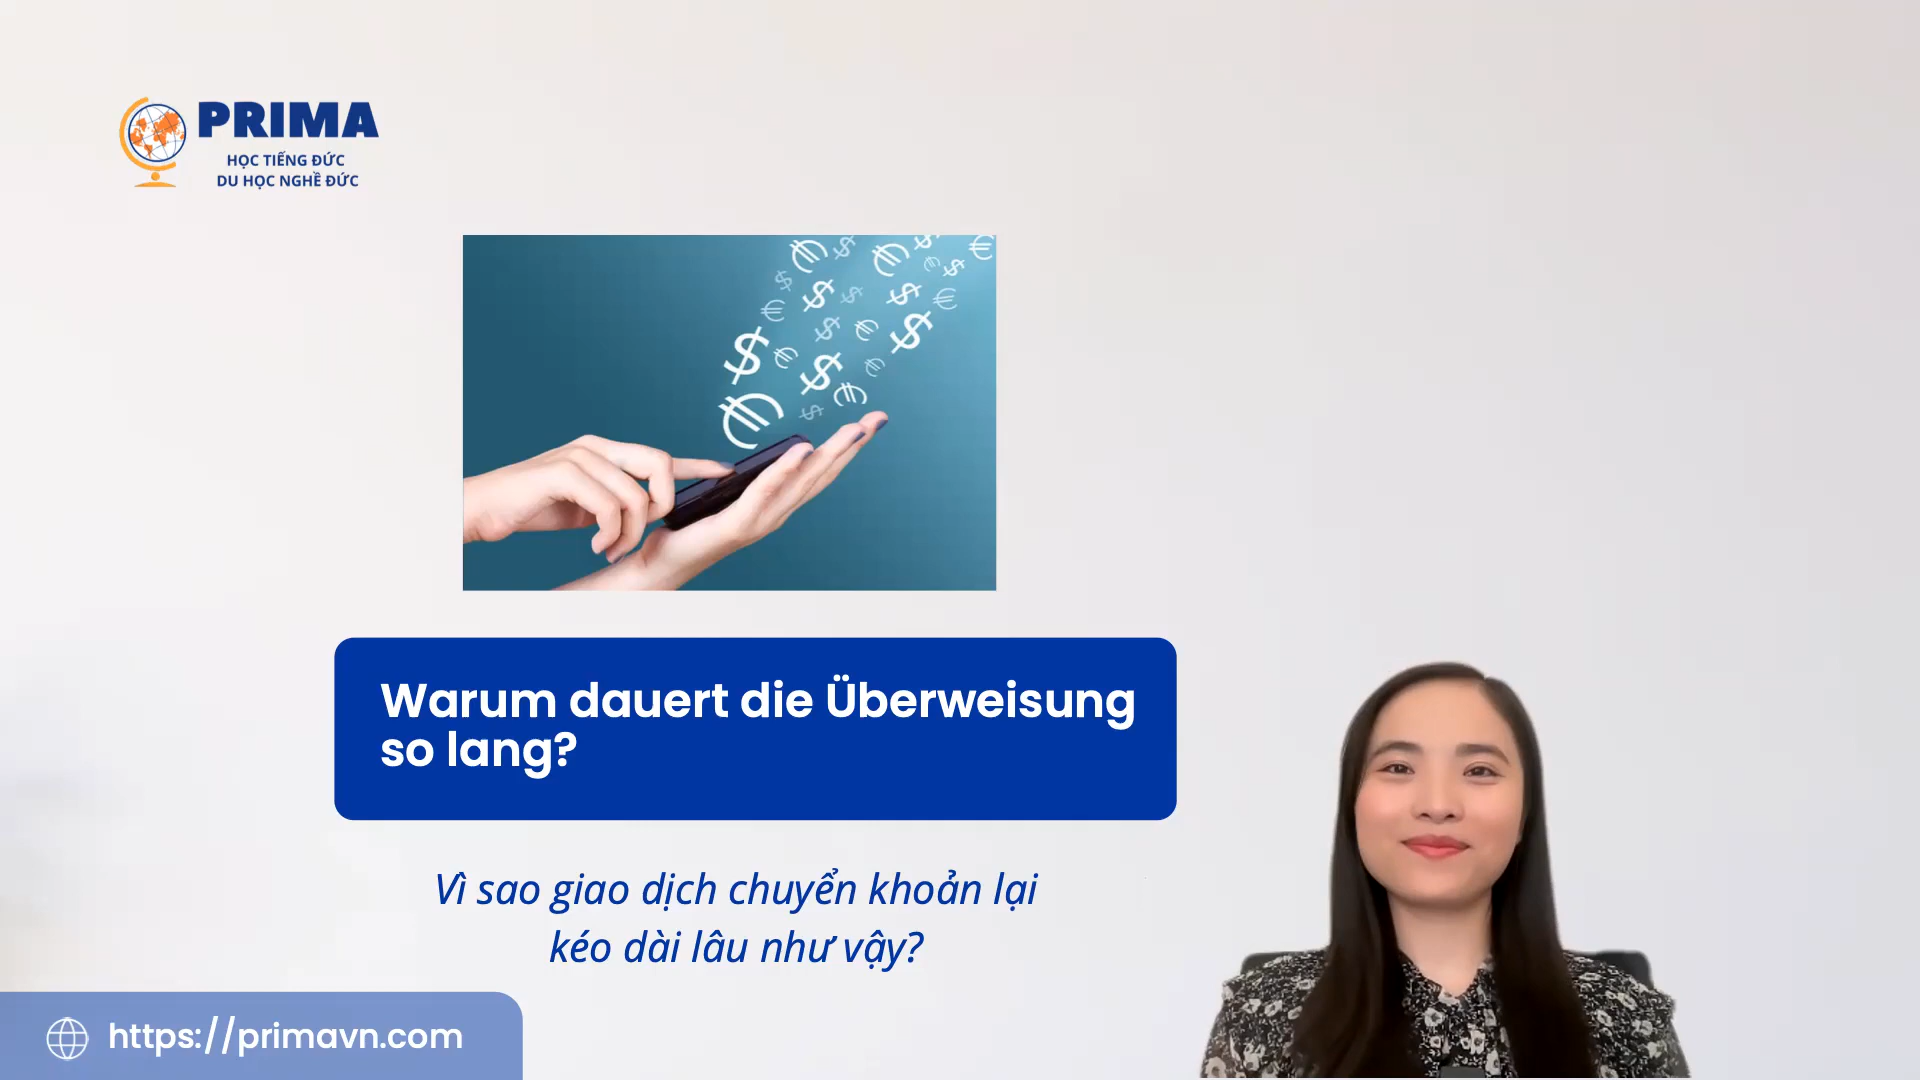 PRIMA
HỌC TIẾNG ĐỨC
DU HỌC NGHỀ ĐỨC
Warum dauert die Überweisung
so lang?
Vì sao giao dịch chuyển khoản lại
kéo dài lâu như vậy?
https://primavn.com